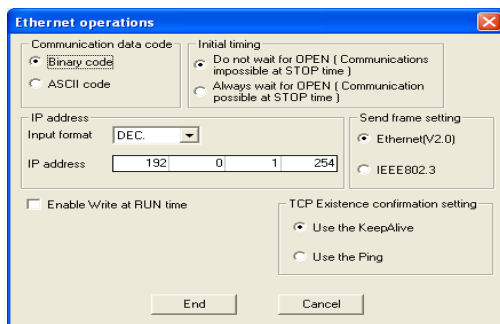 Ethernet operations
Communication data code
Binary code
ASCII code
Initial timing
Do not wait for OPEN ( Communications
impossible at STOP time )
Always wait for OPEN ( Communication
possible at STOP time )
IP address
Input format DEC.
IP address 192 0 1 254
Send frame setting
Ethernet(V2.0)
IEEE802.3
Enable Write at RUN time
TCP Existence confirmation setting
Use the KeepAlive
Use the Ping
End Cancel